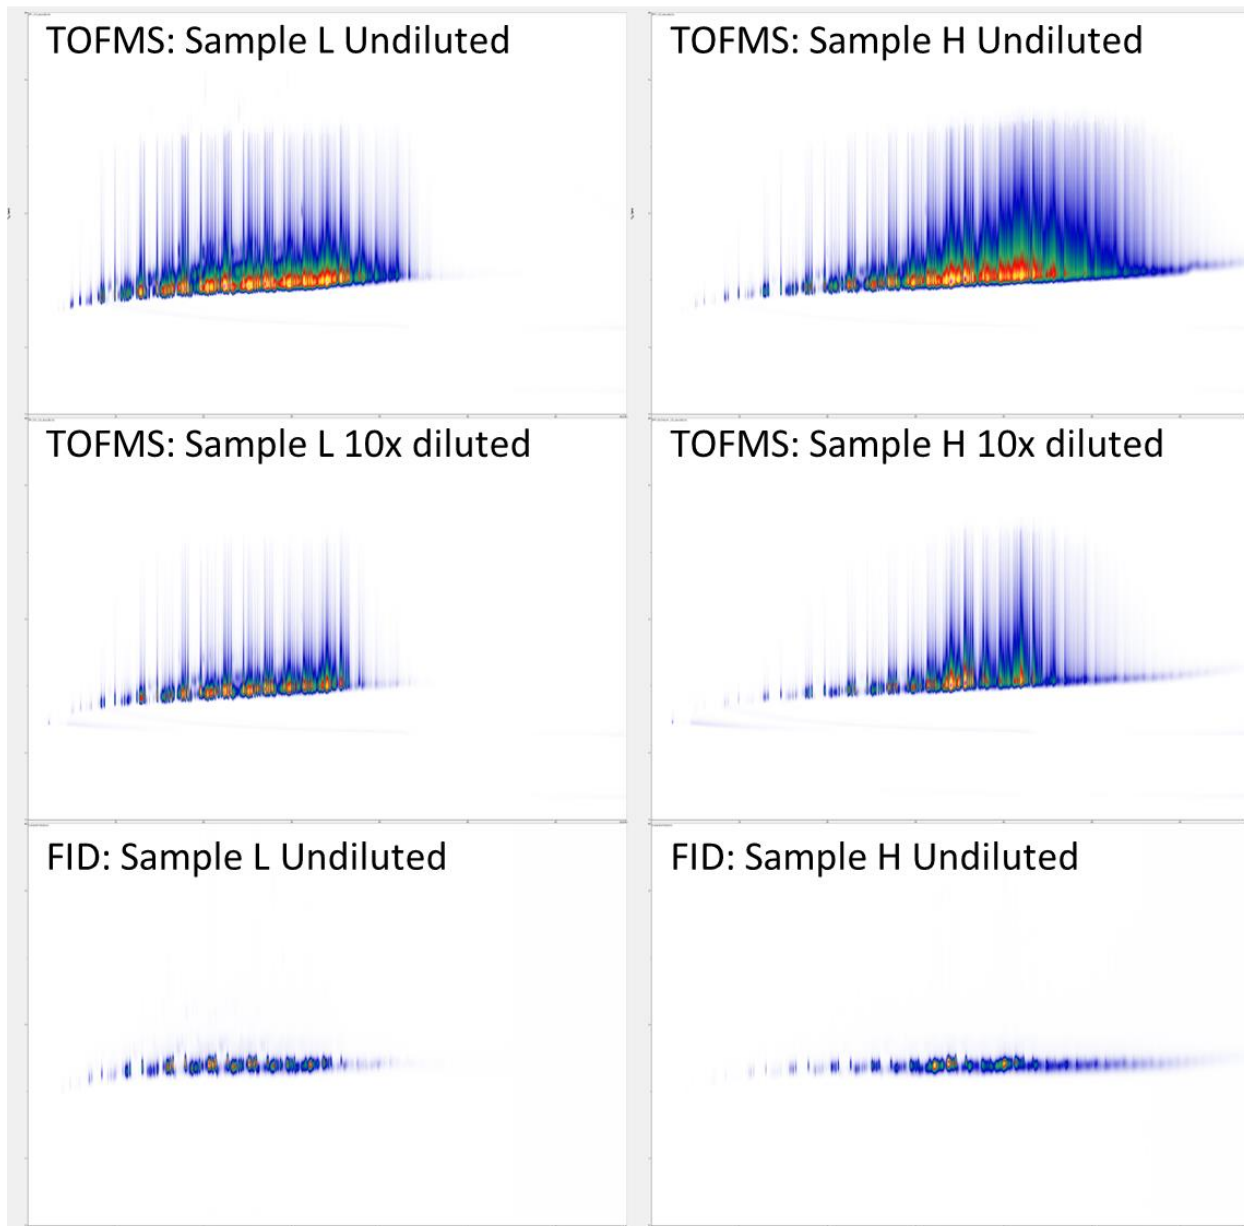 TOFMS: Sample L Undiluted
TOFMS: Sample H Undiluted
TOFMS: Sample L 10x diluted
TOFMS: Sample H 10x diluted
FID: Sample L Undiluted
FID: Sample H Undiluted